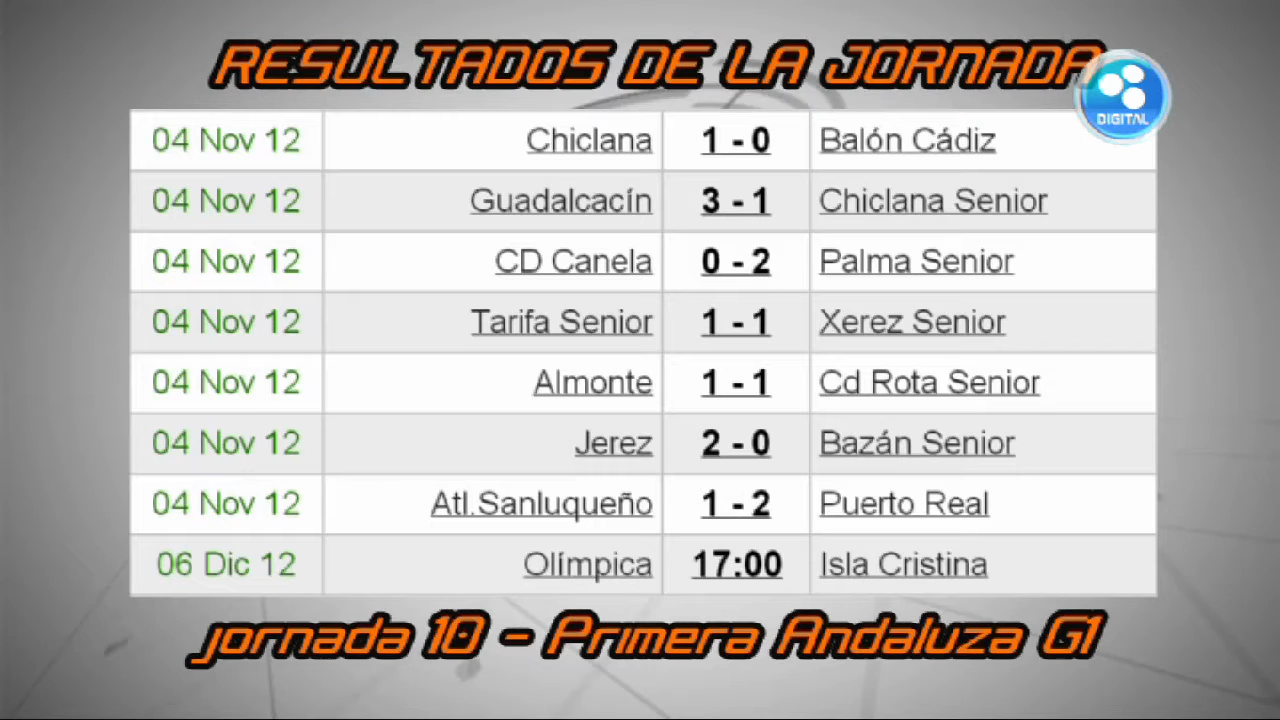 RESULTADOS DE LA JORNADA
DIGITAL
04 Nov 12 Chiclana 1 - 0 Balón Cádiz
04 Nov 12 Guadalcacín 3 - 1 Chiclana Senior
04 Nov 12 CD Canela 0 - 2 Palma Senior
04 Nov 12 Tarifa Senior 1 - 1 Xerez Senior
04 Nov 12 Almonte 1 - 1 Cd Rota Senior
04 Nov 12 Jerez 2 - 0 Bazán Senior
04 Nov 12 Atl.Sanluqueño 1 - 2 Puerto Real
06 Dic 12 Olímpica 17:00 Isla Cristina
jornada 10 - Primera Andaluza G1